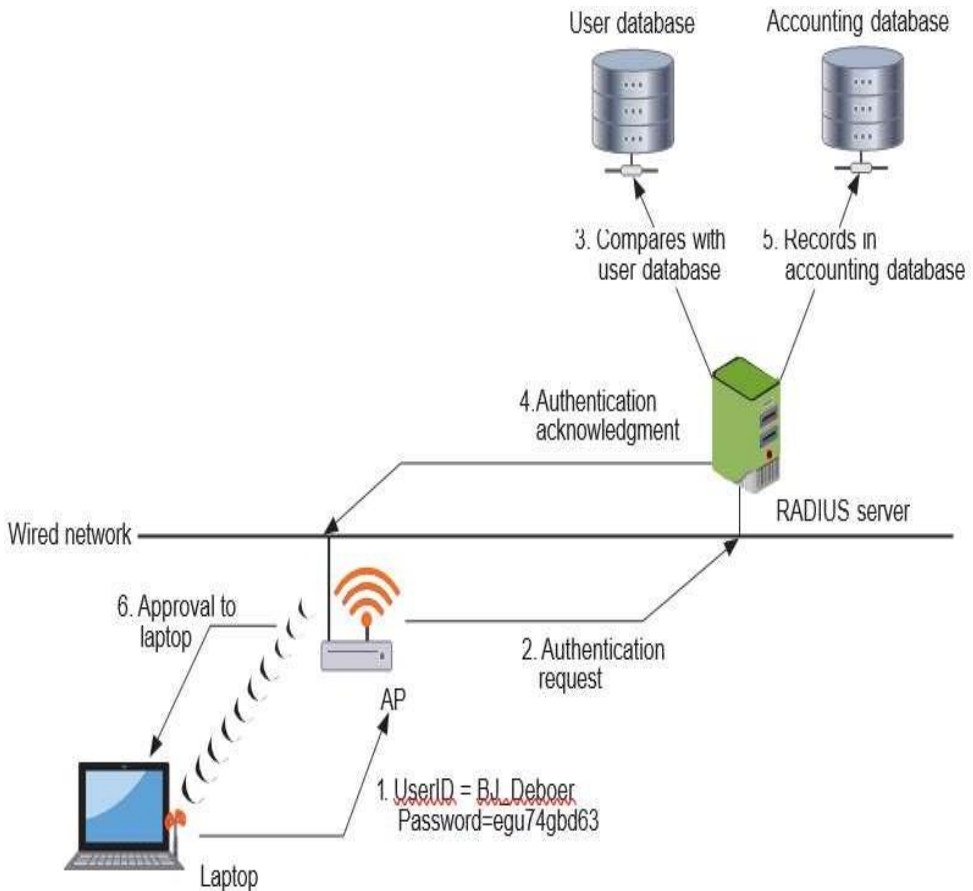 User database
Accounting database
3. Compares with
user database
5. Records in
accounting database
4.Authentication
acknowledgment
RADIUS server
Wired network
6. Approval to
laptop
2. Authentication
request
AP
1. UserID = BJ_Deboer
Password=egu74gbd63
Laptop